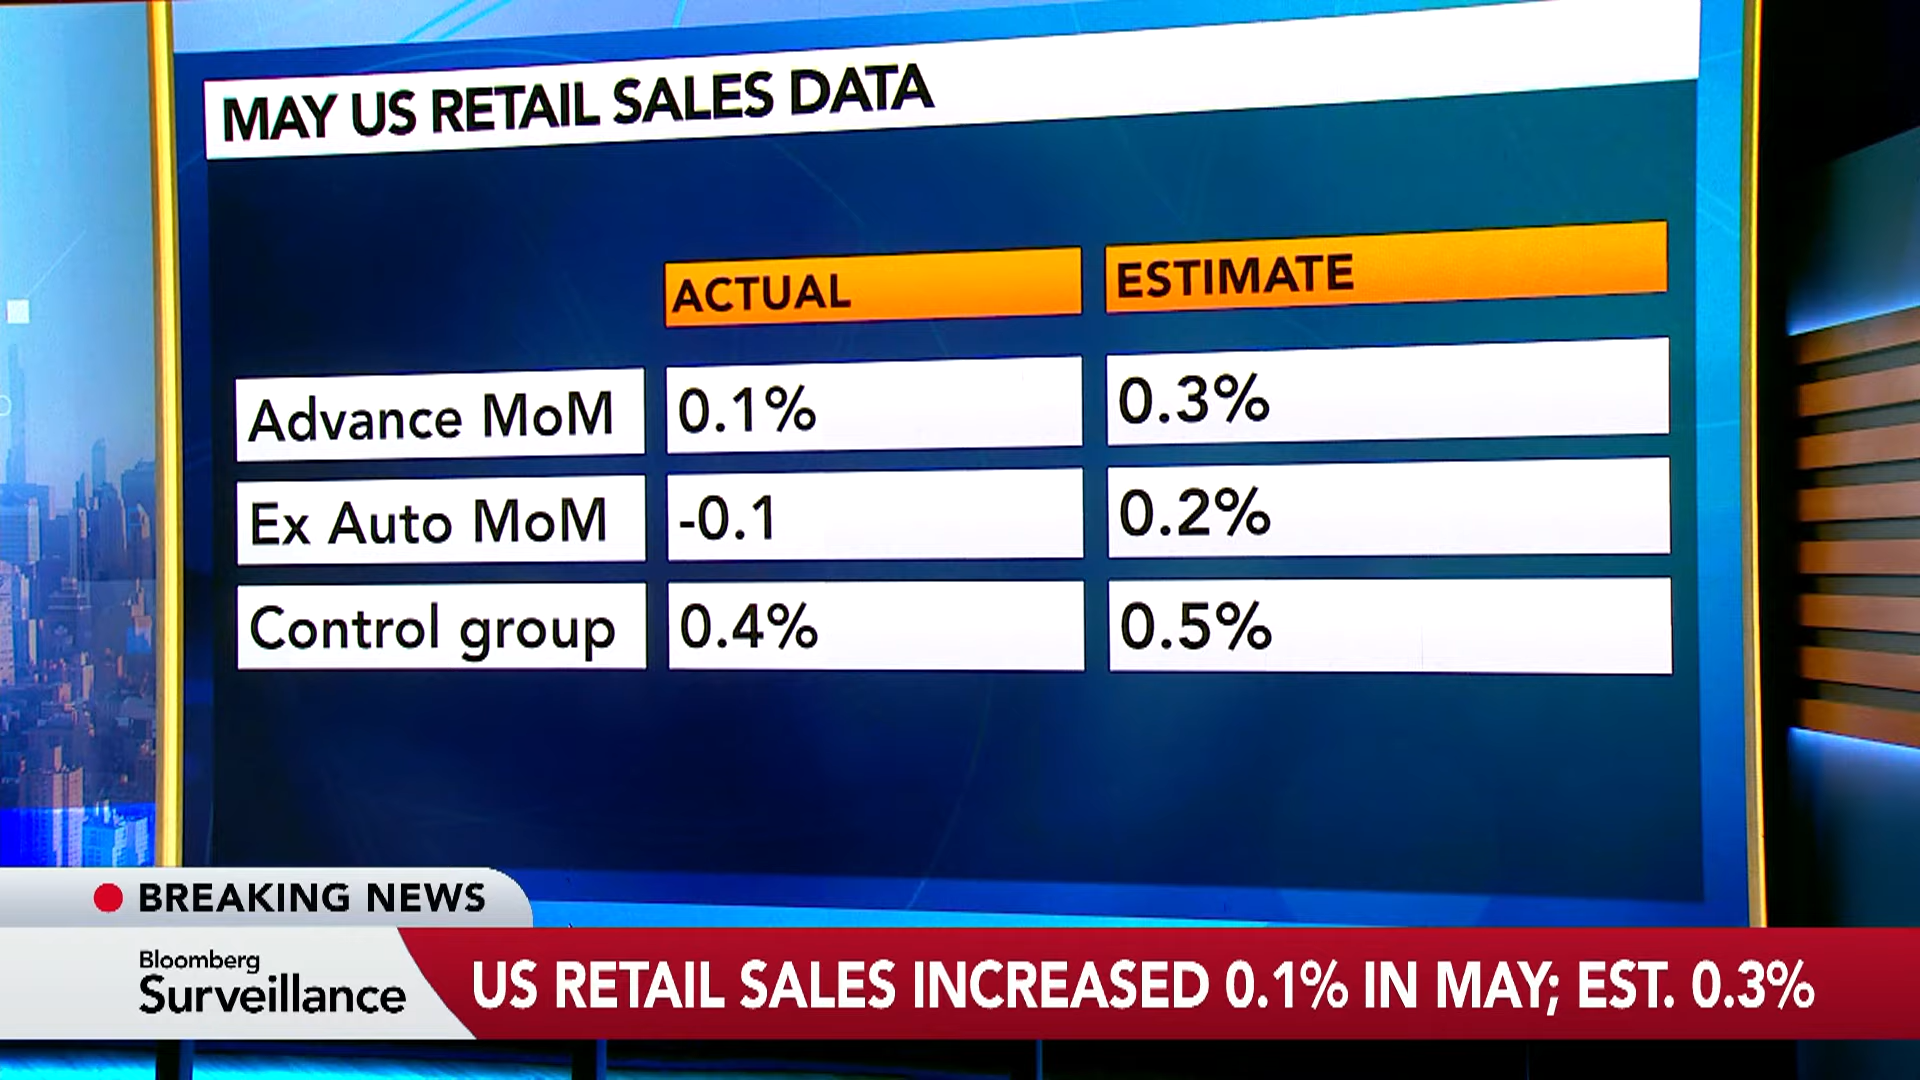 MAY US RETAIL SALES DATA
ACTUAL ESTIMATE
Advance MoM 0.1% 0.3%
Ex Auto MoM -0.1 0.2%
Control group 0.4% 0.5%
BREAKING NEWS
Bloomberg
Surveillance
US RETAIL SALES INCREASED 0.1% IN MAY; EST. 0.3%